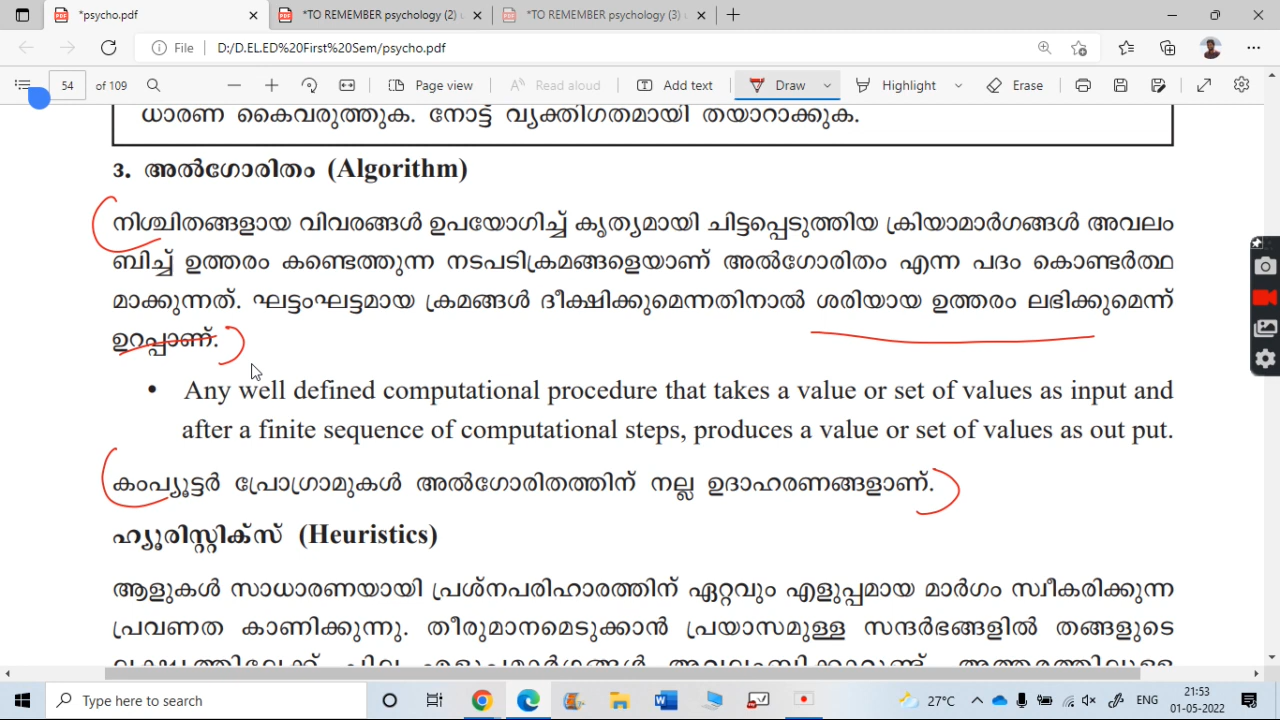 *psycho.pdf
*TO REMEMBER psychology (2)
*TO REMEMBER psychology (3)
File D:/D.EL.ED%20First%20Sem/psycho.pdf
54 of 109 Page view Read aloud Add text Draw Highlight Erase
ധാരണ കൈവരുത്തുക. നോട്ട് വ്യക്തിഗതമായി തയാറാക്കുക.
3. അൽഗോരിതം (Algorithm)
നിശ്ചിതങ്ങളായ വിവരങ്ങൾ ഉപയോഗിച്ച് കൃത്യമായി ചിട്ടപ്പെടുത്തിയ ക്രിയാമാർഗങ്ങൾ അവലം
ബിച്ച് ഉത്തരം കണ്ടെത്തുന്ന നടപടിക്രമങ്ങളെയാണ് അൽഗോരിതം എന്ന പദം കൊണ്ടർത്ഥ
മാക്കുന്നത്. ഘട്ടംഘട്ടമായ ക്രമങ്ങൾ ദീക്ഷിക്കുമെന്നതിനാൽ ശരിയായ ഉത്തരം ലഭിക്കുമെന്ന്
ഉറപ്പാണ്.
• Any well defined computational procedure that takes a value or set of values as input and
after a finite sequence of computational steps, produces a value or set of values as out put.
കംപ്യൂട്ടർ പ്രോഗ്രാമുകൾ അൽഗോരിതത്തിന് നല്ല ഉദാഹരണങ്ങളാണ്.
ഹ്യൂരിസ്റ്റിക്സ് (Heuristics)
ആളുകൾ സാധാരണയായി പ്രശ്നപരിഹാരത്തിന് ഏറ്റവും എളുപ്പമായ മാർഗം സ്വീകരിക്കുന്ന
പ്രവണത കാണിക്കുന്നു. തീരുമാനമെടുക്കാൻ പ്രയാസമുള്ള സന്ദർഭങ്ങളിൽ തങ്ങളുടെ
Type here to search 27°C ENG 21:53
01-05-2022